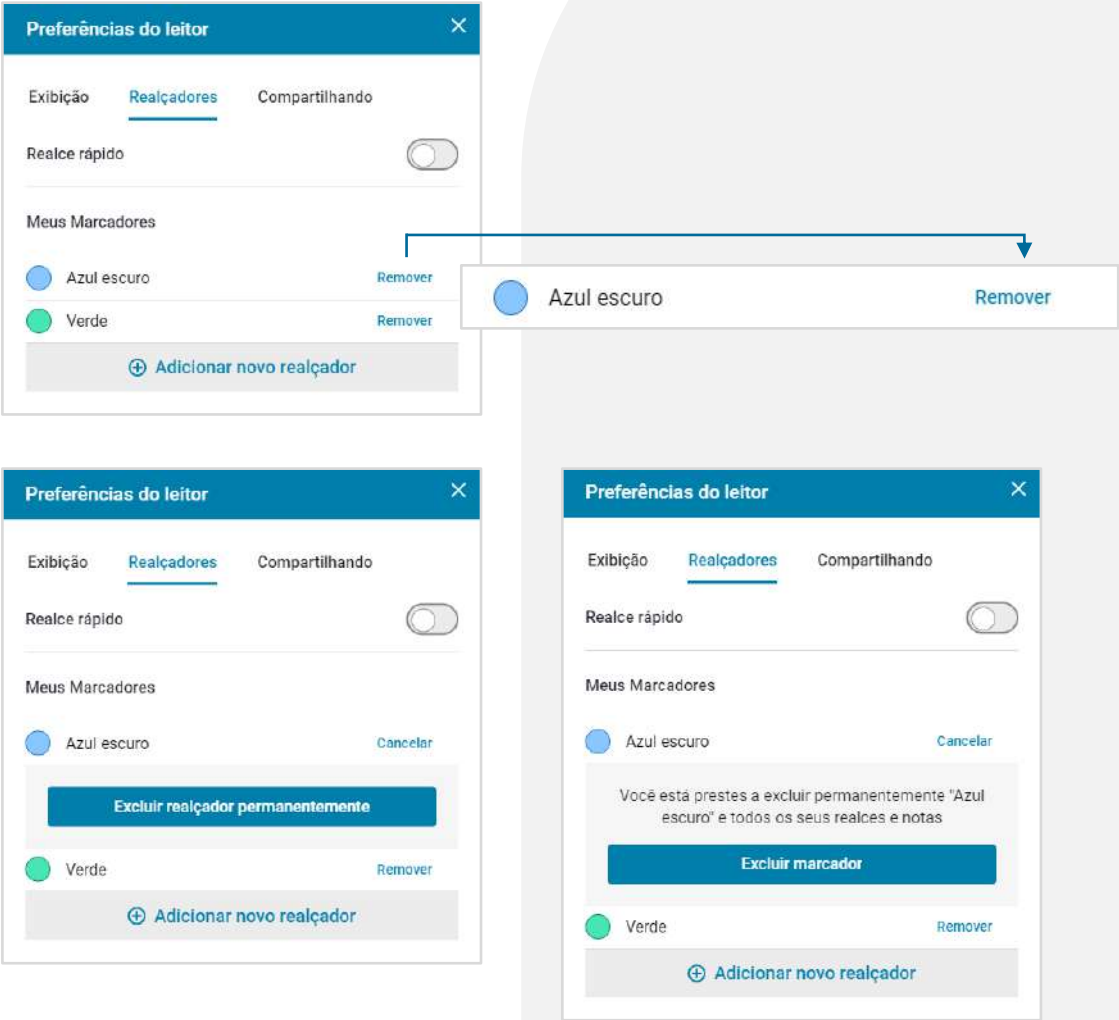 Preferências do leitor
Exibição Realçadores Compartilhando
Realce rápido
Meus Marcadores
Azul escuro Remover
Verde Remover
Adicionar novo realçador
Azul escuro Remover
Preferências do leitor
Exibição Realçadores Compartilhando
Realce rápido
Meus Marcadores
Azul escuro Cancelar
Excluir realçador permanentemente
Verde Remover
Adicionar novo realçador
Preferências do leitor
Exibição Realçadores Compartilhando
Realce rápido
Meus Marcadores
Azul escuro Cancelar
Você está prestes a excluir permanentemente "Azul
escuro" e todos os seus realces e notas
Excluir marcador
Verde Remover
Adicionar novo realçador